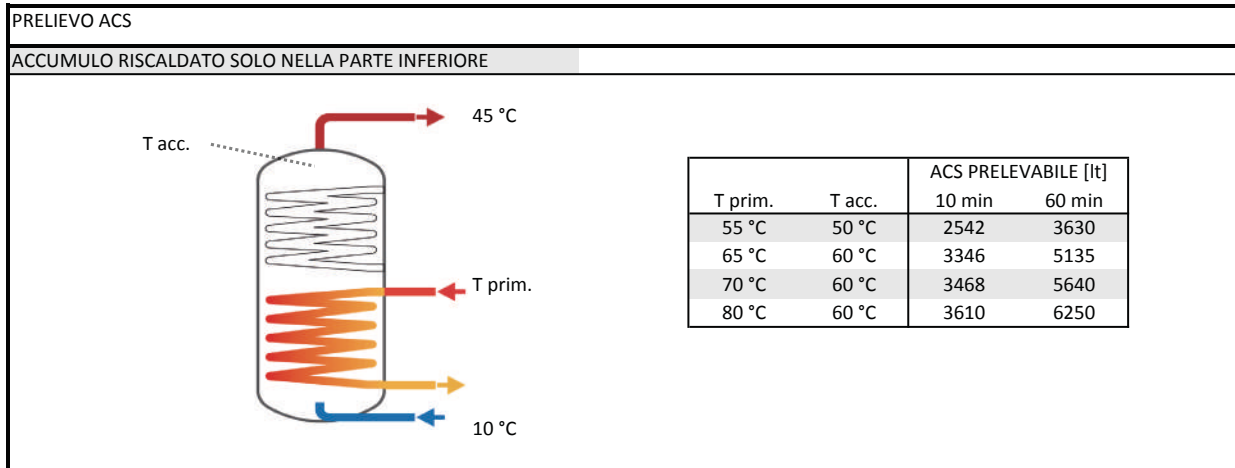 PRELIEVO ACS
ACCUMULO RISCALDATO SOLO NELLA PARTE INFERIORE
45 °C
T acc.
T prim.
10 °C
ACS PRELEVABILE [lt]
T prim. T acc. 10 min 60 min
55 °C 50 °C 2542 3630
65 °C 60 °C 3346 5135
70 °C 60 °C 3468 5640
80 °C 60 °C 3610 6250